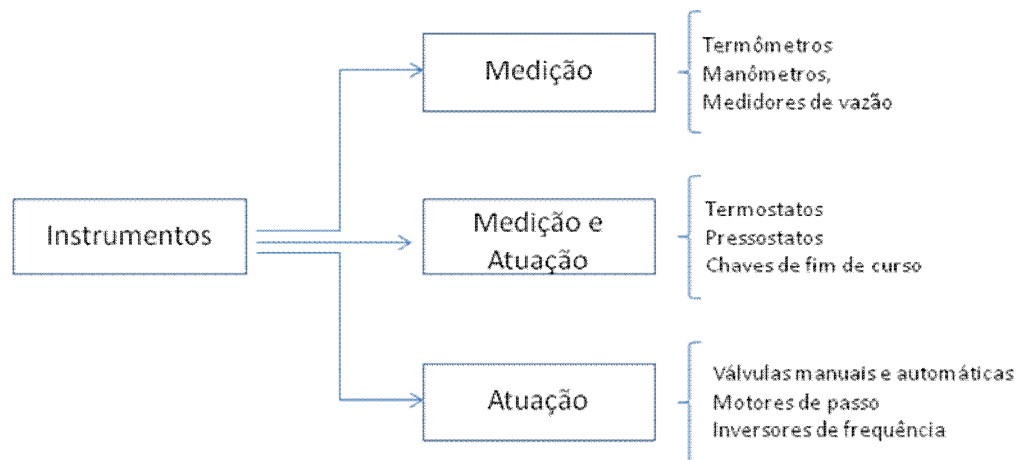 Instrumentos
Medição
Termômetros
Manômetros,
Medidores de vazão
Medição e
Atuação
Termostatos
Pressostatos
Chaves de fim de curso
Atuação
Válvulas manuais e automáticas
Motores de passo
Inversores de frequência